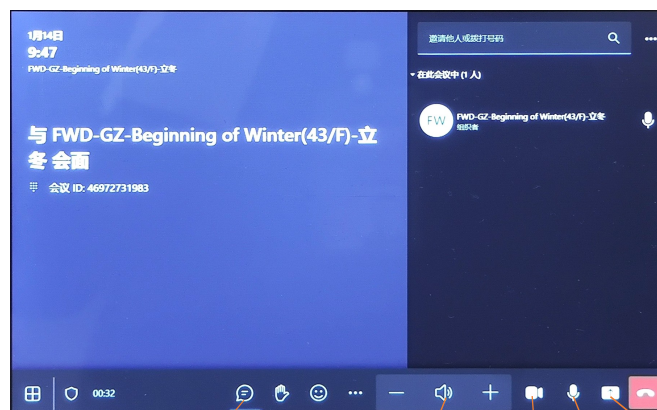 1月14日
9:47
FWD-GZ-Beginning of Winter(43/F)-立冬
与 FWD-GZ-Beginning of Winter(43/F)-立
冬 会面
会议 ID: 46972731983
邀请他人或拨打号码
在此会议中 (1 人)
FW
FWD-GZ-Beginning of Winter(43/F)-立冬
组织者
00:32